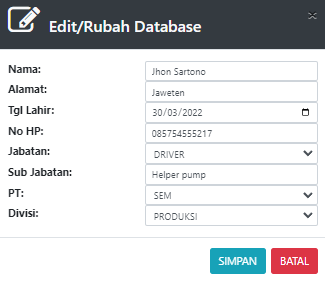 Edit/Rubah Database
×
Nama: Jhon Sartono
Alamat: Jaweten
Tgl Lahir: 30/03/2022
No HP: 085754555217
Jabatan: DRIVER
Sub Jabatan: Helper pump
PT: SEM
Divisi: PRODUKSI
SIMPAN BATAL